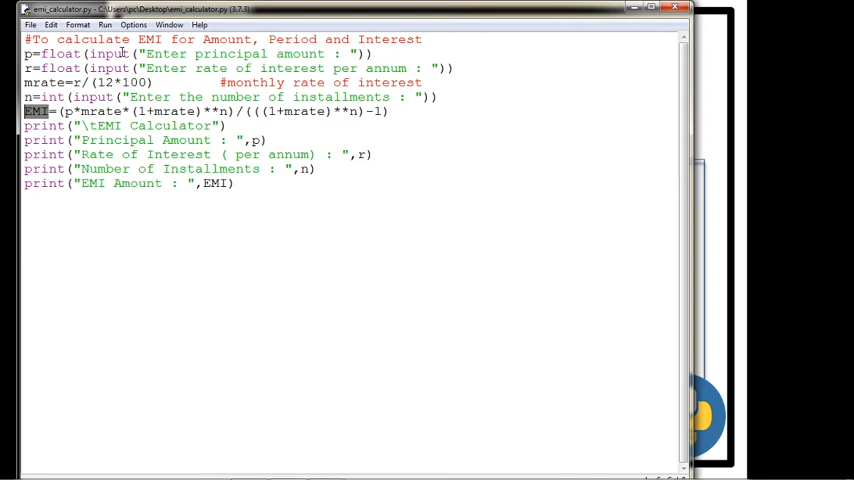 emi_calculator.py - C:\Users\pc\Desktop\emi_calculator.py (3.7.3)
File Edit Format Run Options Window Help
#To calculate EMI for Amount, Period and Interest
p=float(input("Enter principal amount : "))
r=float(input("Enter rate of interest per annum : "))
mrate=r/(12*100) #monthly rate of interest
n=int(input("Enter the number of installments : "))
EMI=(p*mrate*(1+mrate)**n)/(((1+mrate)**n)-1)
print("\tEMI Calculator")
print("Principal Amount : ",p)
print("Rate of Interest ( per annum) : ",r)
print("Number of Installments : ",n)
print("EMI Amount : ",EMI)